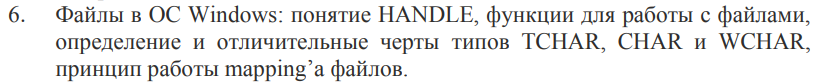 6. Файлы в ОС Windows: понятие HANDLE, функции для работы с файлами,
определение и отличительные черты типов TCHAR, CHAR и WCHAR,
принцип работы mapping’а файлов.